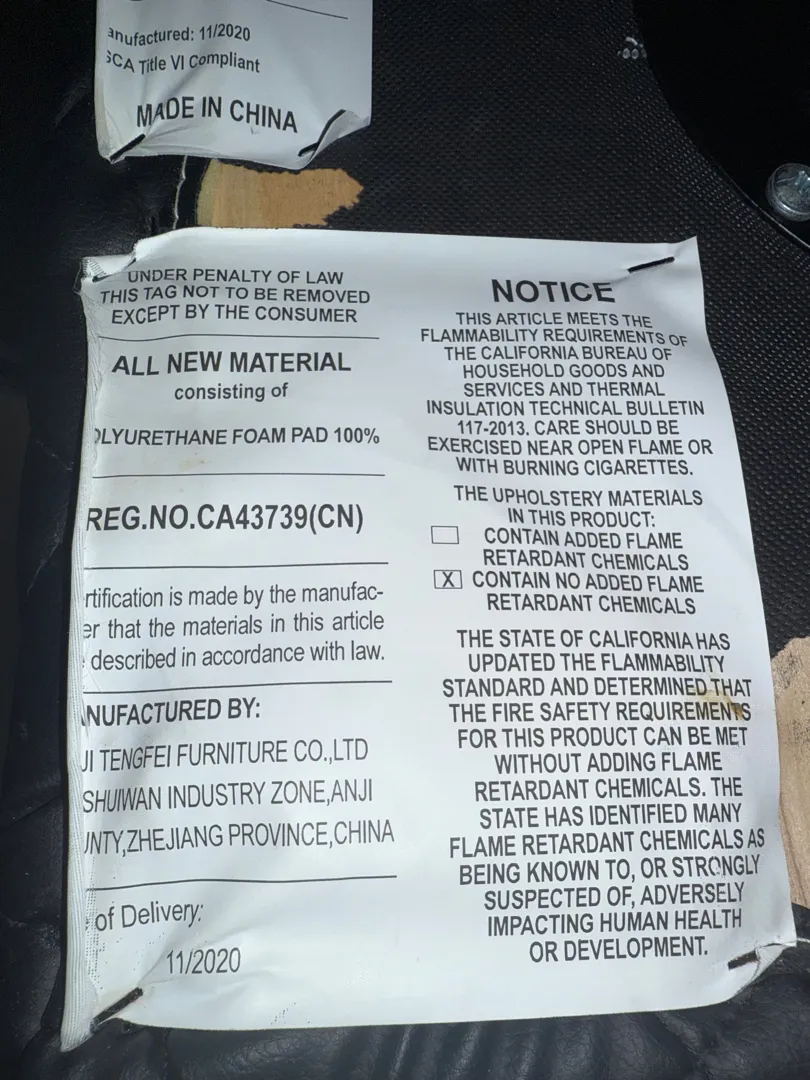 anufactured: 11/2020
SCA Title VI Compliant
MADE IN CHINA
UNDER PENALTY OF LAW
THIS TAG NOT TO BE REMOVED
EXCEPT BY THE CONSUMER
ALL NEW MATERIAL
consisting of
OLYURETHANE FOAM PAD 100%
REG.NO.CA43739(CN)
rtification is made by the manufac-
er that the materials in this article
described in accordance with law.
ANUFACTURED BY:
JI TENGFEI FURNITURE CO.,LTD
SHUIWAN INDUSTRY ZONE,ANJI
UNTY,ZHEJIANG PROVINCE,CHINA
of Delivery:
11/2020
NOTICE
THIS ARTICLE MEETS THE
FLAMMABILITY REQUIREMENTS OF
THE CALIFORNIA BUREAU OF
HOUSEHOLD GOODS AND
SERVICES AND THERMAL
INSULATION TECHNICAL BULLETIN
117-2013. CARE SHOULD BE
EXERCISED NEAR OPEN FLAME OR
WITH BURNING CIGARETTES.
THE UPHOLSTERY MATERIALS
IN THIS PRODUCT:
CONTAIN ADDED FLAME
RETARDANT CHEMICALS
X CONTAIN NO ADDED FLAME
RETARDANT CHEMICALS
THE STATE OF CALIFORNIA HAS
UPDATED THE FLAMMABILITY
STANDARD AND DETERMINED THAT
THE FIRE SAFETY REQUIREMENTS
FOR THIS PRODUCT CAN BE MET
WITHOUT ADDING FLAME
RETARDANT CHEMICALS. THE
STATE HAS IDENTIFIED MANY
FLAME RETARDANT CHEMICALS AS
BEING KNOWN TO, OR STRONGLY
SUSPECTED OF, ADVERSELY
IMPACTING HUMAN HEALTH
OR DEVELOPMENT.